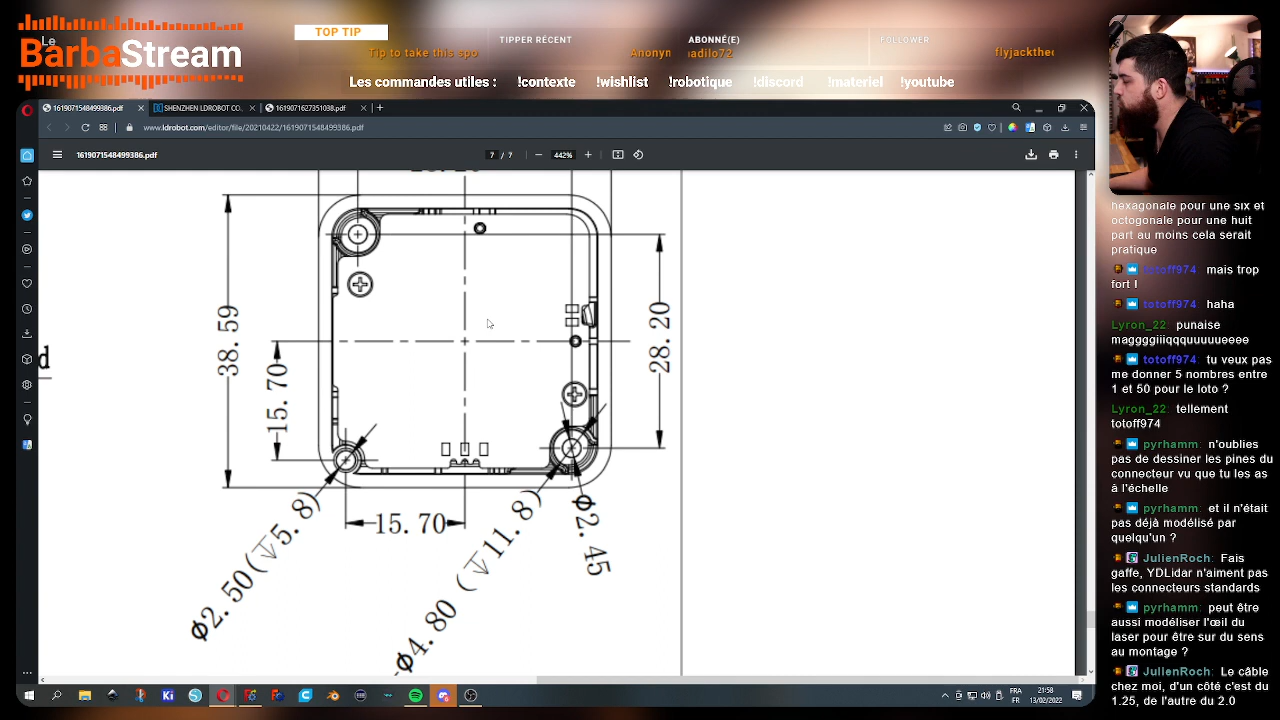 Le
BarbaStream
TOP TIP
Tip to take this spo
TIPPER RÉCENT
Anonyn
ABONNÉ(E)
adilo72
FOLLOWER
flyjackthe
Les commandes utiles : !contexte !wishlist !robotique !discord !materiel !youtube
1619071548499386.pdf
SHENZHEN LDROBOT CO.
1619071627351038.pdf
www.ldrobot.com/editor/file/20210422/1619071548499386.pdf
1619071548499386.pdf
7 / 7
442%
38.59
15.70
28.20
15.70
d
ϕ2.50(▽5.8)
ϕ4.80 (▽11.8)
ϕ2.45
hexagonale pour une six et
octogonale pour une huit
part au moins cela serait
pratique
totoff974 mais trop
fort !
totoff974: haha
Lyron_22: punaise
maggggiiiqqquuuuueeee
totoff974: tu veux pas
me donner 5 nombres entre
1 et 50 pour le loto ?
Lyron_22: tellement
totoff974
pyrhamm: n'oublies
pas de dessiner les pines du
connecteur vu que tu les as
à l'échelle
pyrhamm: et il n'était
pas déjà modélisé par
quelqu'un ?
JulienRoch: Fais
gaffe, YDLidar n'aiment pas
les connecteurs standards
pyrhamm: peut être
aussi modéliser l'œil du
laser pour être sur du sens
au montage ?
JulienRoch: Le câble
chez moi, d'un côté c'est du
1.25, de l'autre du 2.0
Ki
FRA
FR
21:58
13/02/2022